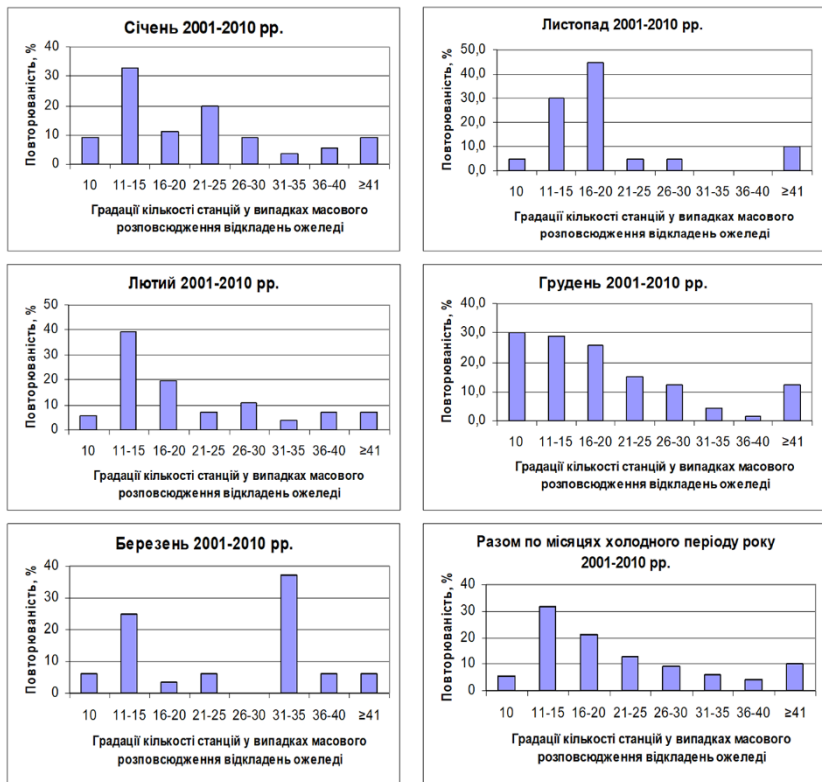 Січень 2001-2010 рр.
Повторюваність, %
40
30
20
10
0
10 11-15 16-20 21-25 26-30 31-35 36-40 ≥41
Градації кількості станцій у випадках масового
розповсюдження відкладень ожеледі
Листопад 2001-2010 рр.
Повторюваність, %
50,0
40,0
30,0
20,0
10,0
0,0
10 11-15 16-20 21-25 26-30 31-35 36-40 ≥41
Градації кількості станцій у випадках масового
розповсюдження відкладень ожеледі
Лютий 2001-2010 рр.
Повторюваність, %
50
40
30
20
10
0
10 11-15 16-20 21-25 26-30 31-35 36-40 ≥41
Градації кількості станцій у випадках масового
розповсюдження відкладень ожеледі
Грудень 2001-2010 рр.
Повторюваність, %
40,0
30,0
20,0
10,0
0,0
10 11-15 16-20 21-25 26-30 31-35 36-40 ≥41
Градації кількості станцій у випадках масового
розповсюдження відкладень ожеледі
Березень 2001-2010 рр.
Повторюваність, %
40
30
20
10
0
10 11-15 16-20 21-25 26-30 31-35 36-40 ≥41
Градації кількості станцій у випадках масового
розповсюдження відкладень ожеледі
Разом по місяцях холодного періоду року
2001-2010 рр.
Повторюваність, %
40
30
20
10
0
10 11-15 16-20 21-25 26-30 31-35 36-40 ≥41
Градації кількості станцій у випадках масового
розповсюдження відкладень ожеледі